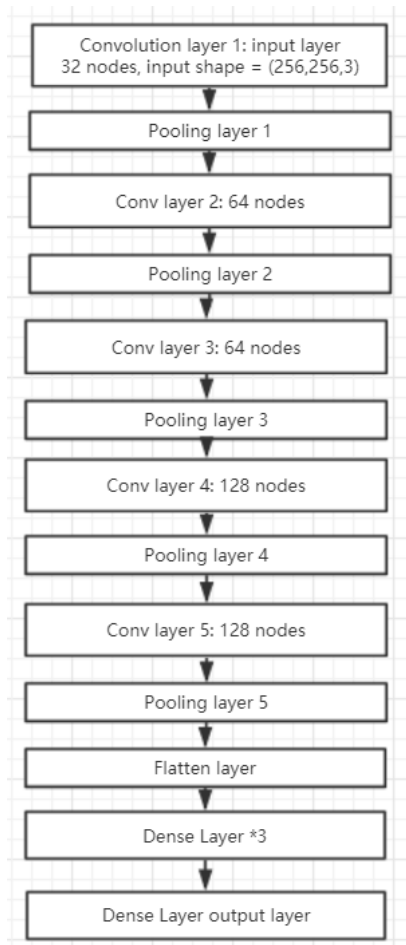 Convolution layer 1: input layer
32 nodes, input shape = (256,256,3)
Pooling layer 1
Conv layer 2: 64 nodes
Pooling layer 2
Conv layer 3: 64 nodes
Pooling layer 3
Conv layer 4: 128 nodes
Pooling layer 4
Conv layer 5: 128 nodes
Pooling layer 5
Flatten layer
Dense Layer *3
Dense Layer output layer